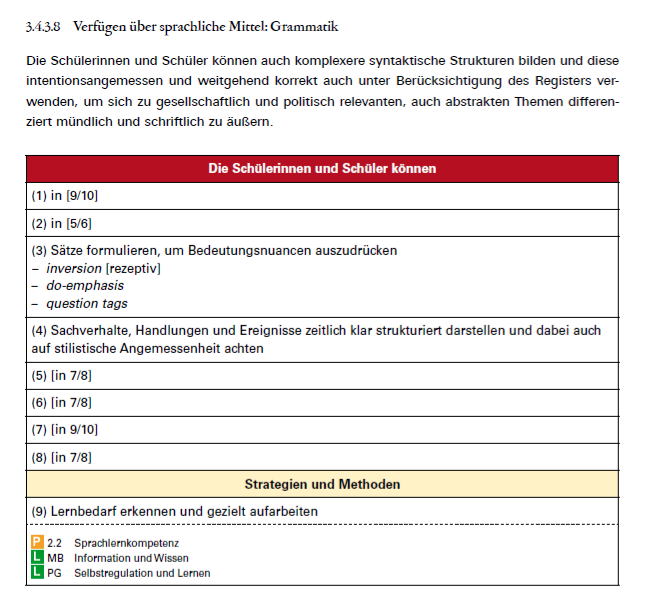 3.4.3.8 Verfügen über sprachliche Mittel: Grammatik
Die Schülerinnen und Schüler können auch komplexere syntaktische Strukturen bilden und diese
intentionsangemessen und weitgehend korrekt auch unter Berücksichtigung des Registers ver-
wenden, um sich zu gesellschaftlich und politisch relevanten, auch abstrakten Themen differen-
ziert mündlich und schriftlich zu äußern.
Die Schülerinnen und Schüler können
(1) in [9/10]
(2) in [5/6]
(3) Sätze formulieren, um Bedeutungsnuancen auszudrücken
– inversion [rezeptiv]
– do-emphasis
– question tags
(4) Sachverhalte, Handlungen und Ereignisse zeitlich klar strukturiert darstellen und dabei auch
auf stilistische Angemessenheit achten
(5) [in 7/8]
(6) [in 7/8]
(7) [in 9/10]
(8) [in 7/8]
Strategien und Methoden
(9) Lernbedarf erkennen und gezielt aufarbeiten
P 2.2 Sprachlernkompetenz
L MB Information und Wissen
L PG Selbstregulation und Lernen